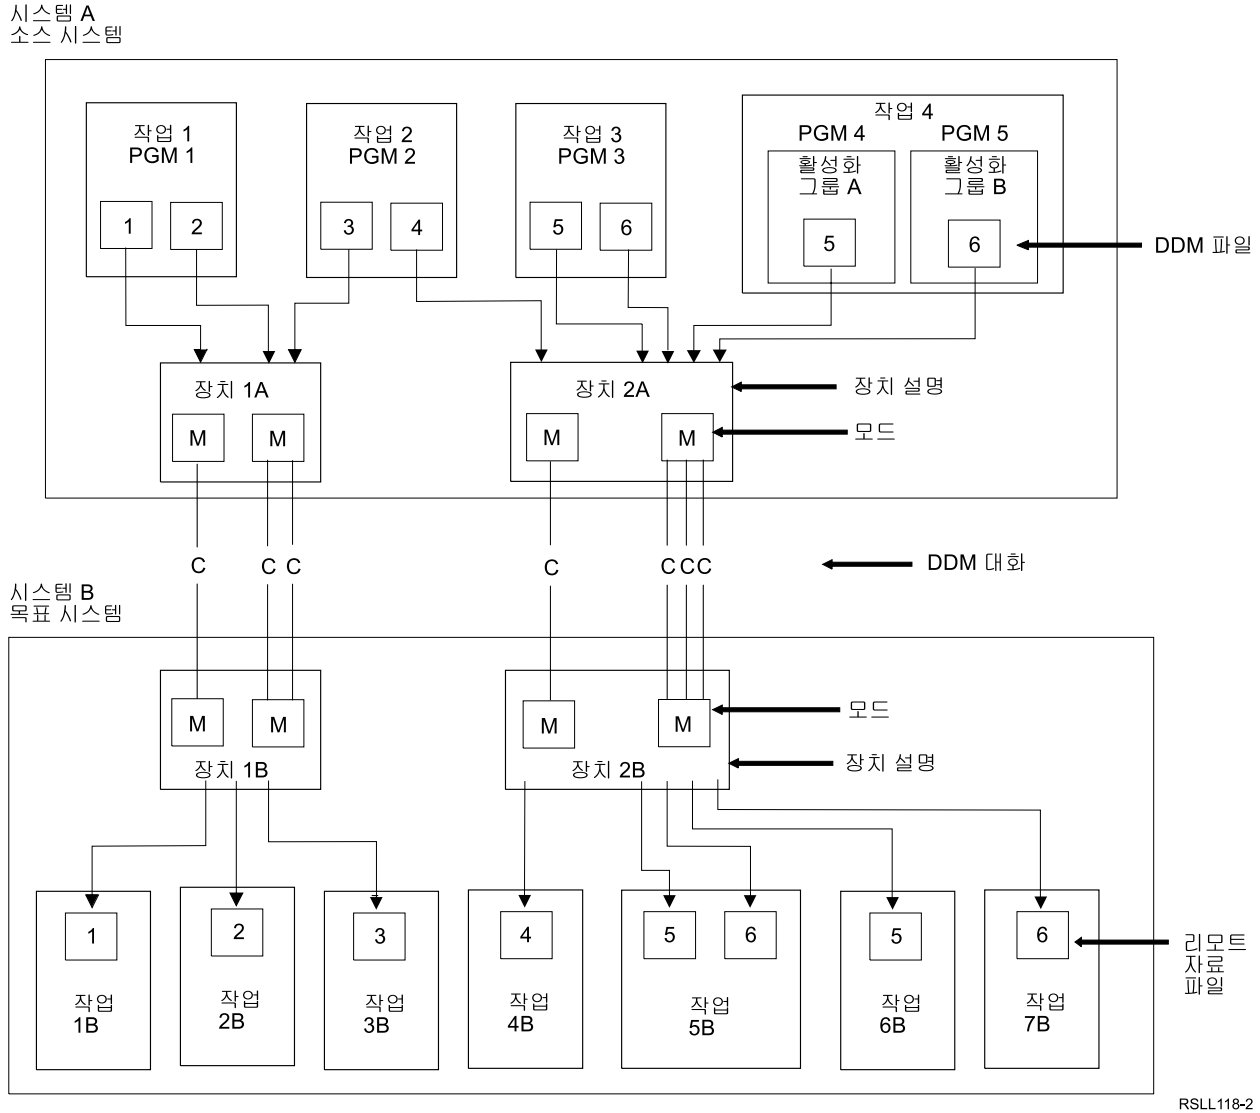 시스템 A
소스 시스템
작업 1
PGM 1
작업 2
PGM 2
작업 3
PGM 3
작업 4
PGM 4
PGM 5
활성화
그룹 A
활성화
그룹 B
1
2
3
4
5
6
5
6
DDM 파일
장치 1A
장치 2A
장치 설명
M
M
M
M
모드
C
C
C
C
C
C
C
DDM 대화
시스템 B
목표 시스템
M
M
M
M
모드
장치 1B
장치 2B
장치 설명
1
2
3
4
5
6
5
6
리모트
자료
파일
작업
1B
작업
2B
작업
3B
작업
4B
작업
5B
작업
6B
작업
7B
RSLL118-2